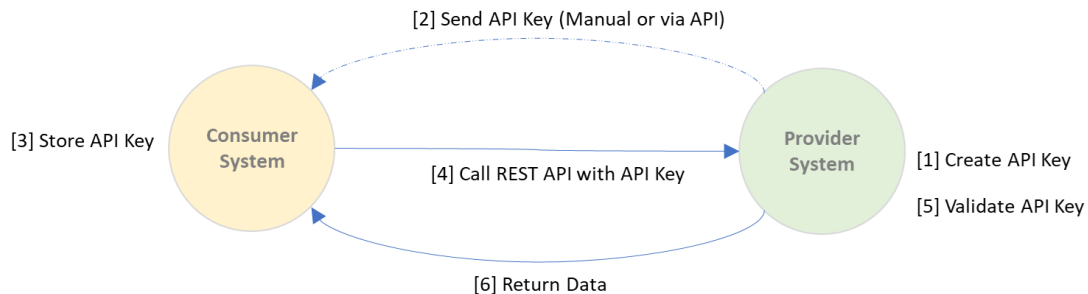 [2] Send API Key (Manual or via API)
[3] Store API Key
Consumer
System
[4] Call REST API with API Key
Provider
System
[1] Create API Key
[5] Validate API Key
[6] Return Data